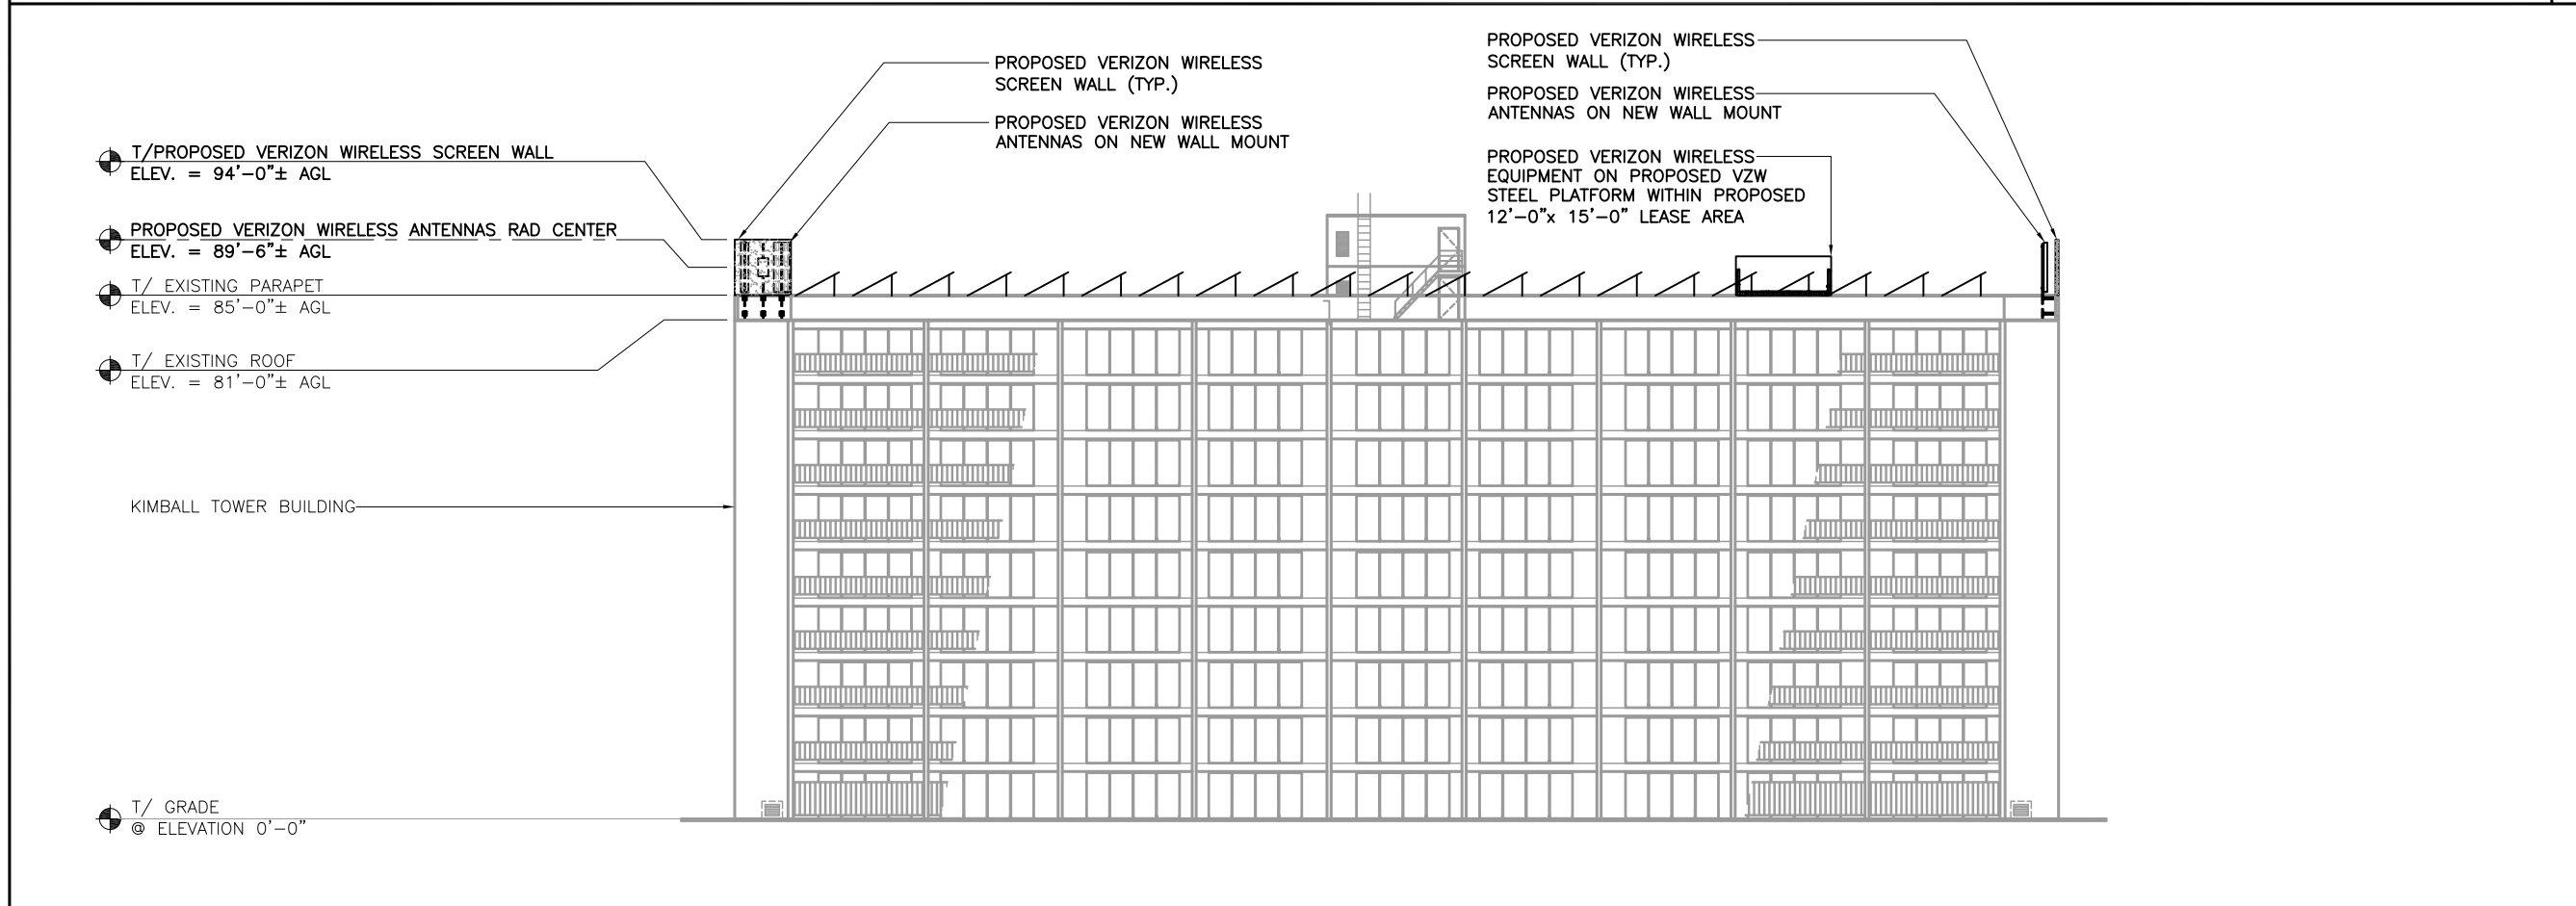 PROPOSED VERIZON WIRELESS
SCREEN WALL (TYP.)
PROPOSED VERIZON WIRELESS
ANTENNAS ON NEW WALL MOUNT
PROPOSED VERIZON WIRELESS
SCREEN WALL (TYP.)
PROPOSED VERIZON WIRELESS
ANTENNAS ON NEW WALL MOUNT
PROPOSED VERIZON WIRELESS
EQUIPMENT ON PROPOSED VZW
STEEL PLATFORM WITHIN PROPOSED
12'-0"x 15'-0" LEASE AREA
T/PROPOSED VERIZON WIRELESS SCREEN WALL
ELEV. = 94'-0"± AGL
PROPOSED VERIZON WIRELESS ANTENNAS RAD CENTER
ELEV. = 89'-6"± AGL
T/ EXISTING PARAPET
ELEV. = 85'-0"± AGL
T/ EXISTING ROOF
ELEV. = 81'-0"± AGL
KIMBALL TOWER BUILDING
T/ GRADE
@ ELEVATION 0'-0"